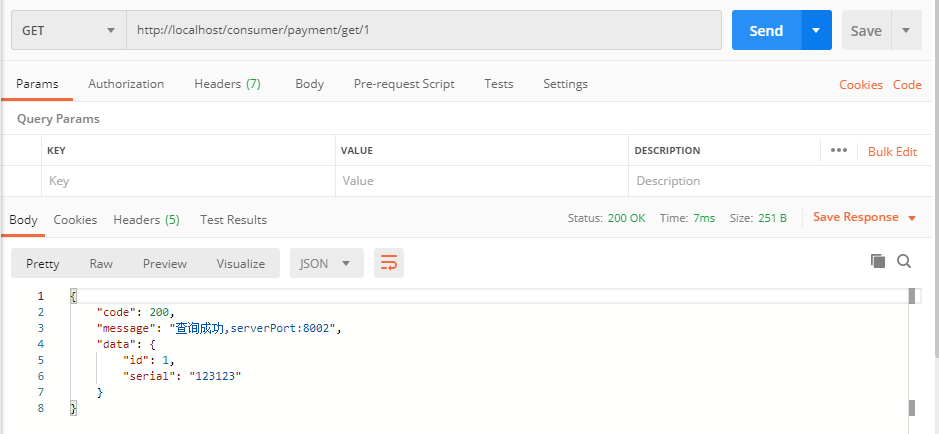 GET http://localhost/consumer/payment/get/1 Send Save
Params Authorization Headers (7) Body Pre-request Script Tests Settings Cookies Code
Query Params
KEY VALUE DESCRIPTION ••• Bulk Edit
Key Value Description
Body Cookies Headers (5) Test Results Status: 200 OK Time: 7ms Size: 251 B Save Response
Pretty Raw Preview Visualize JSON
1 {
2 "code": 200,
3 "message": "查询成功,serverPort:8002",
4 "data": {
5 "id": 1,
6 "serial": "123123"
7 }
8 }